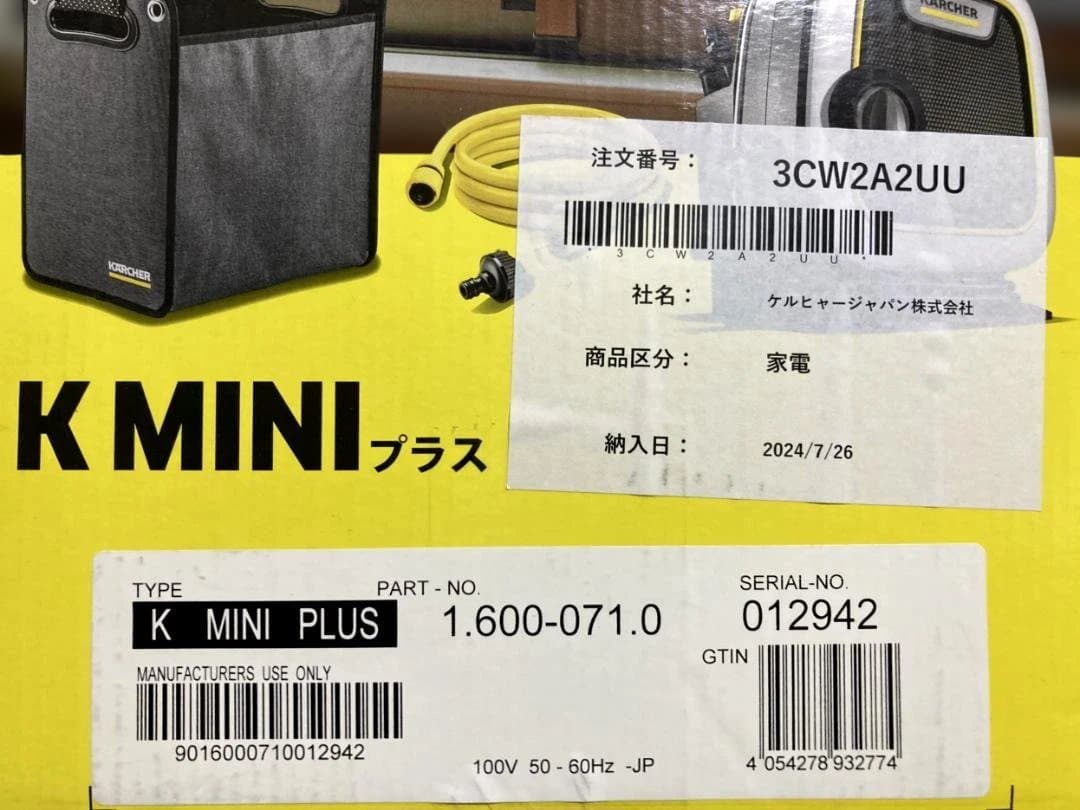 KÄRCHER
KÄRCHER
注文番号： 3CW2A2UU
* 3CW2A2UU *
社名： ケルヒャージャパン株式会社
商品区分： 家電
納入日： 2024/7/26
K MINI プラス
TYPE PART - NO. SERIAL-NO.
K MINI PLUS 1.600-071.0 012942
MANUFACTURERS USE ONLY GTIN
9016000710012942
100V 50 - 60Hz -JP 4 054278 932774